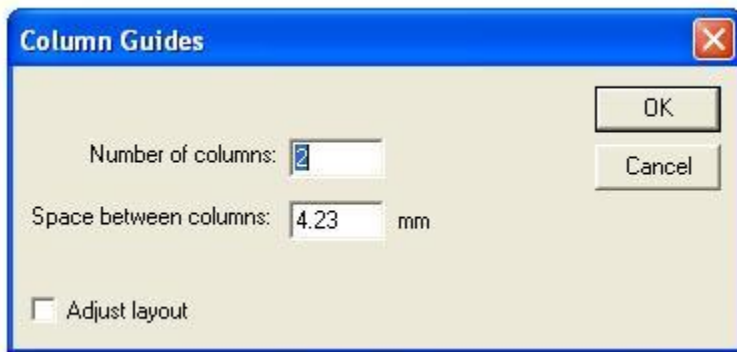 Column Guides
OK
Number of columns: 2
Cancel
Space between columns: 4.23 mm
Adjust layout